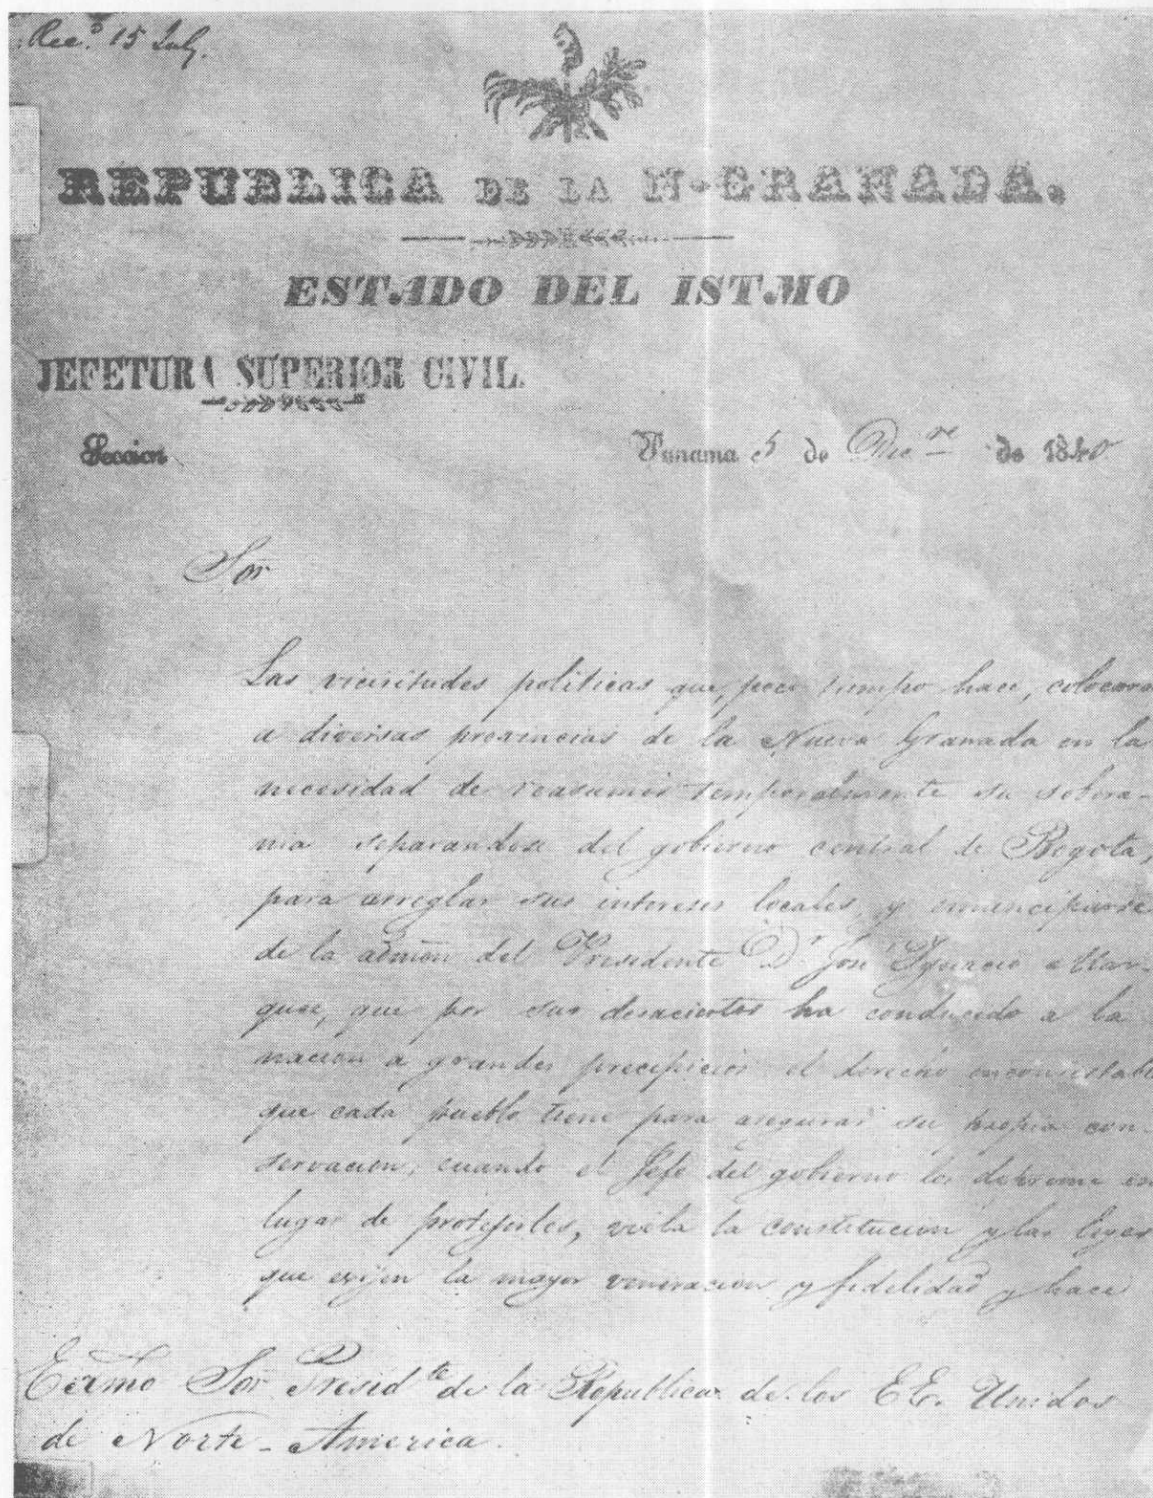 Rec.d 15 July.
REPUBLICA DE LA N-GRANADA.
ESTADO DEL ISTMO
JEFETURA SUPERIOR CIVIL.
Seccion
Panama 5 de Dic.re de 1840
Sor
Las vicisitudes politicas que, poco tiempo hace, colocaron
a diversas provincias de la Nueva Granada en la
necesidad de reasumir temporalmente su sobera-
nia separandose del gobierno central de Bogota,
para arreglar sus intereses locales, y emanciparse
de la admon del Presidente Dr. José Ygnacio Mar-
quez, que por sus desaciertos ha conducido a la
nacion a grandes precipicios el derecho incontestable
que cada pueblo tiene para asegurar su propia con-
servacion, cuando el Jefe del gobierno los deprime en
lugar de protejerles, viola la constitucion y las leyes
que exijen la mayor veneracion y fidelidad y hace
Exmo Sor Presid.te de la Republica de los EE. Unidos
de Norte-America.